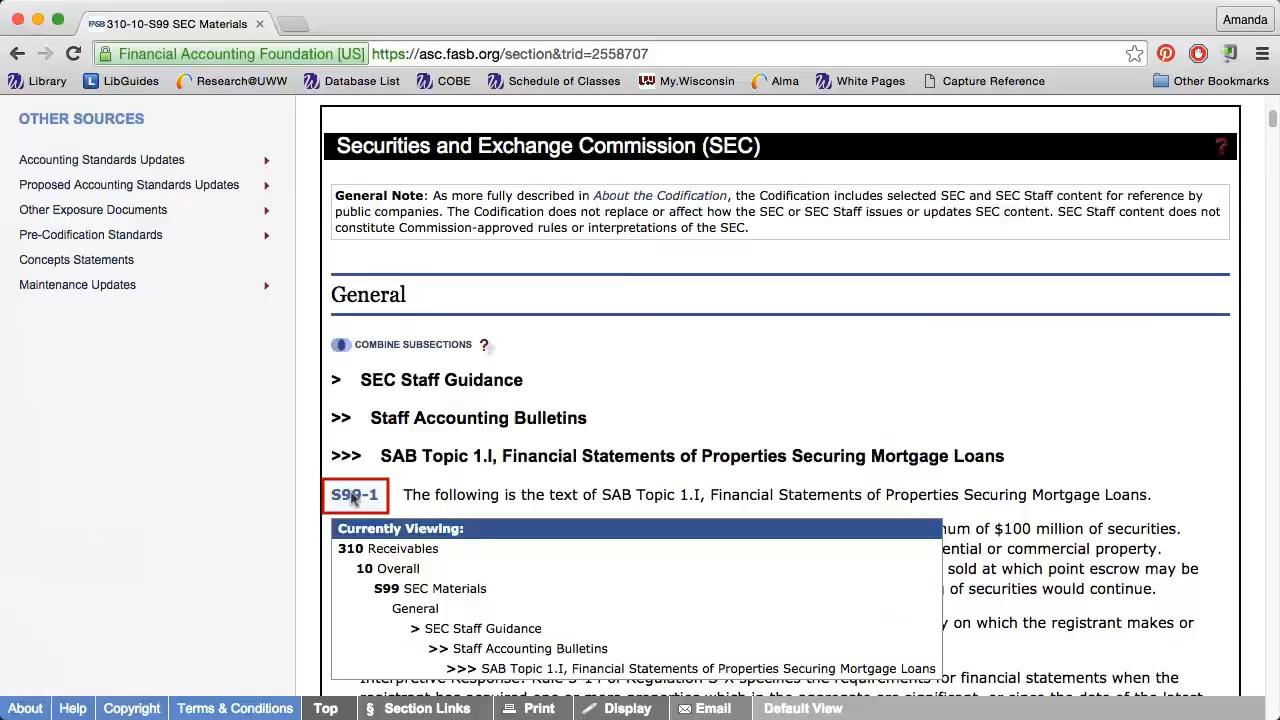 FASB 310-10-S99 SEC Materials ×
Amanda
Financial Accounting Foundation [US] https://asc.fasb.org/section&trid=2558707
Library LibGuides Research@UWW Database List COBE Schedule of Classes My.Wisconsin Alma White Pages Capture Reference Other Bookmarks
OTHER SOURCES
Accounting Standards Updates
Proposed Accounting Standards Updates
Other Exposure Documents
Pre-Codification Standards
Concepts Statements
Maintenance Updates
Securities and Exchange Commission (SEC) ?
General Note: As more fully described in About the Codification, the Codification includes selected SEC and SEC Staff content for reference by
public companies. The Codification does not replace or affect how the SEC or SEC Staff issues or updates SEC content. SEC Staff content does not
constitute Commission-approved rules or interpretations of the SEC.
General
COMBINE SUBSECTIONS ?
> SEC Staff Guidance
>> Staff Accounting Bulletins
>>> SAB Topic 1.I, Financial Statements of Properties Securing Mortgage Loans
S99-1 The following is the text of SAB Topic 1.I, Financial Statements of Properties Securing Mortgage Loans.
Currently Viewing:
310 Receivables
10 Overall
S99 SEC Materials
General
> SEC Staff Guidance
>> Staff Accounting Bulletins
>>> SAB Topic 1.I, Financial Statements of Properties Securing Mortgage Loans
of $100 million of securities.
or commercial property.
sold at which point escrow may be
of securities would continue.
on which the registrant makes or
for financial statements when the
About Help Copyright Terms & Conditions Top § Section Links Print Display Email Default View